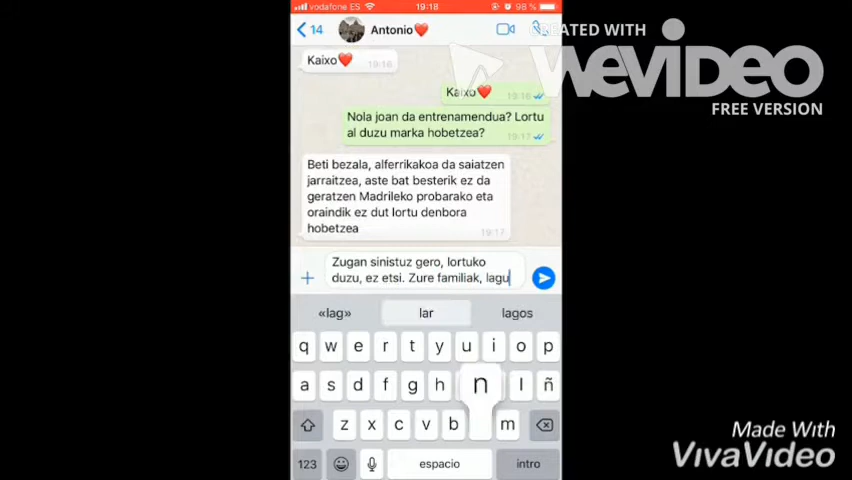 vodafone ES
19:18
98 %
14
Antonio❤️
CREATED WITH
WeVideo
FREE VERSION
Kaixo❤️
19:16
Kaixo❤️
19:16
Nola joan da entrenamendua? Lortu
al duzu marka hobetzea?
19:17
Beti bezala, alferrikakoa da saiatzen
jarraitzea, aste bat besterik ez da
geratzen Madrileko probarako eta
oraindik ez dut lortu denbora
hobetzea
19:17
Zugan sinistuz gero, lortuko
duzu, ez etsi. Zure familiak, lagu
«lag»
lar
lagos
q w e r t y u i o p
a s d f g h n l ñ
z x c v b m
123
espacio
intro
Made With
VivaVideo